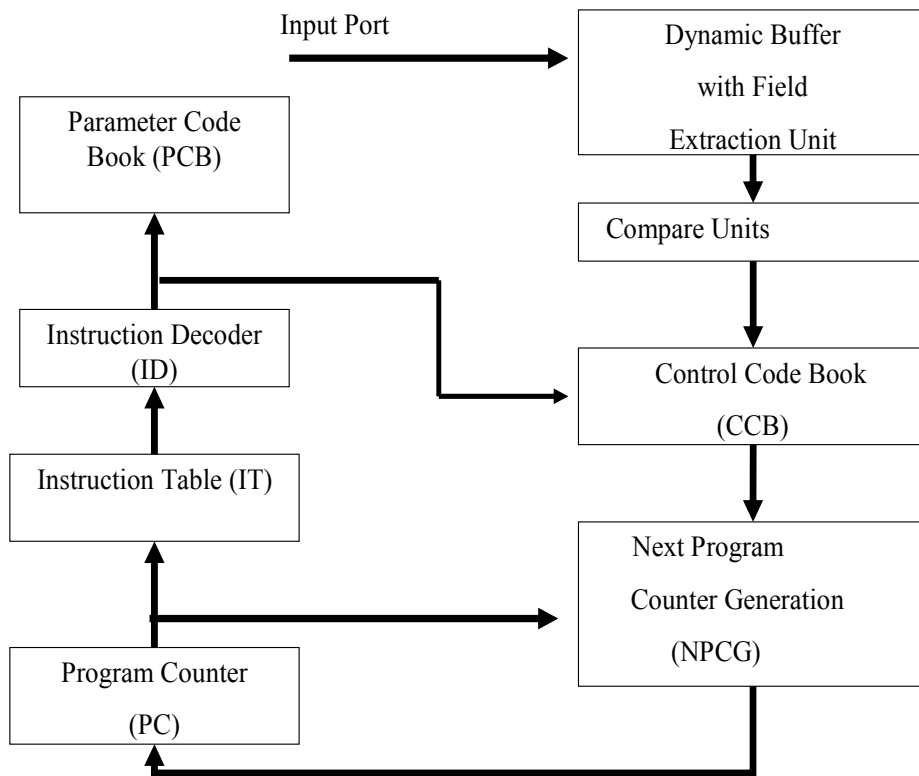 Input Port
Dynamic Buffer
with Field
Extraction Unit
Parameter Code
Book (PCB)
Compare Units
Instruction Decoder
(ID)
Control Code Book
(CCB)
Instruction Table (IT)
Next Program
Counter Generation
(NPCG)
Program Counter
(PC)